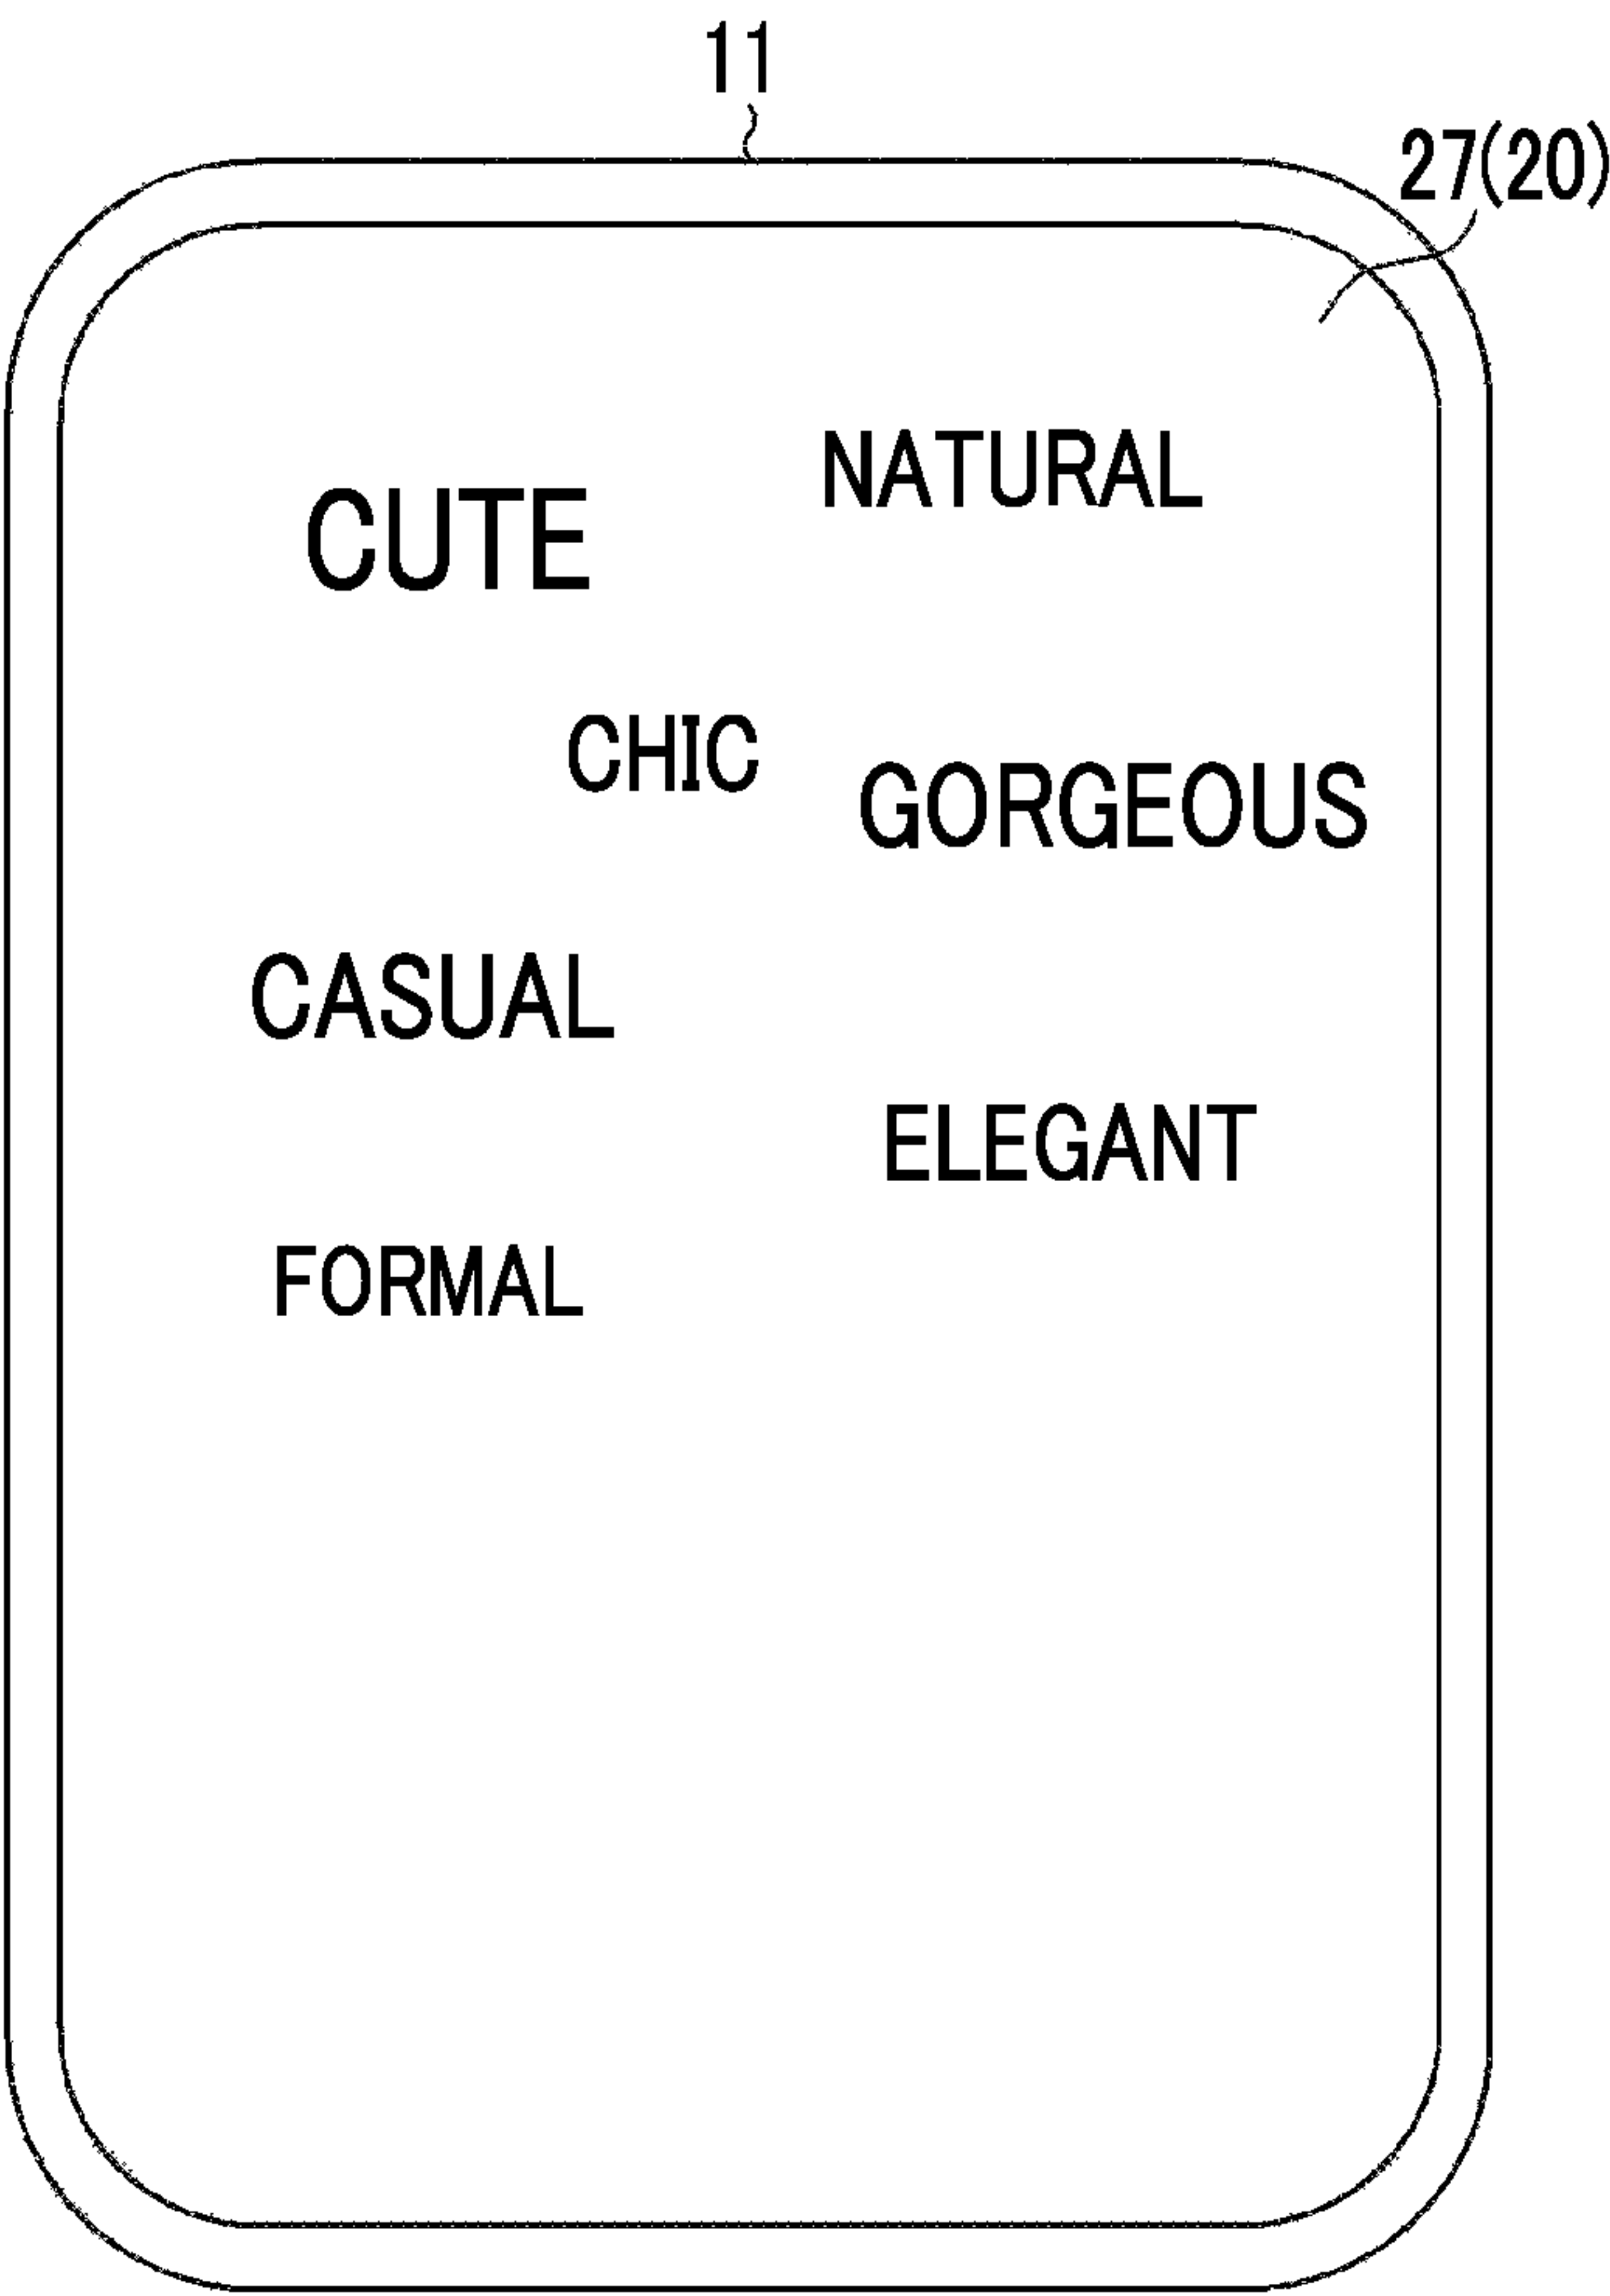 11
27(20)
NATURAL
CUTE
CHIC
GORGEOUS
CASUAL
ELEGANT
FORMAL